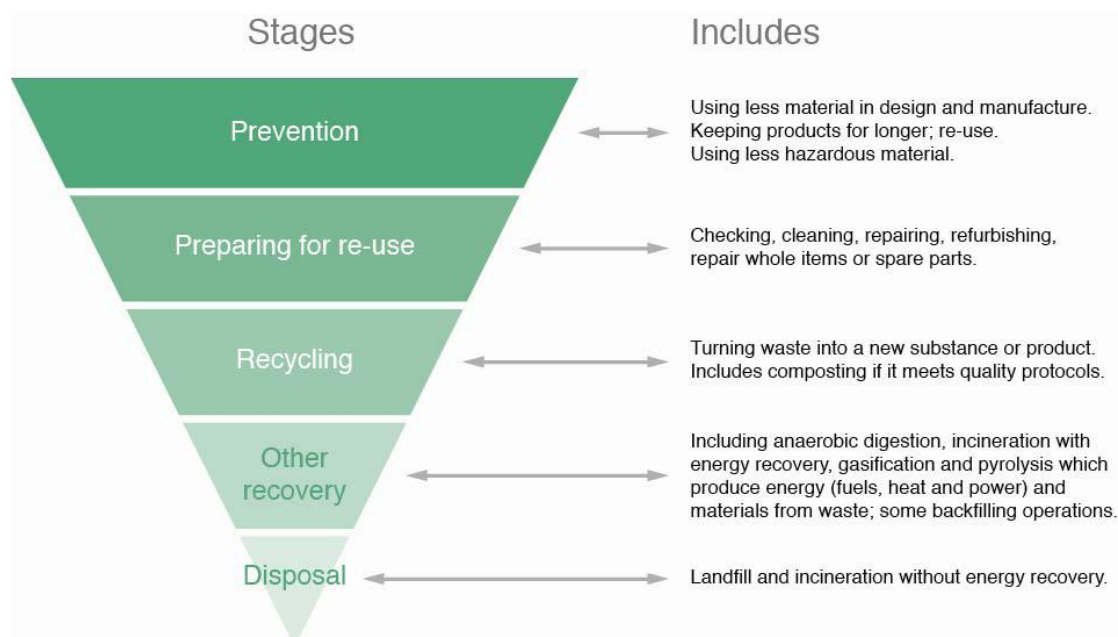 Stages
Includes
Prevention
Using less material in design and manufacture.
Keeping products for longer; re-use.
Using less hazardous material.
Preparing for re-use
Checking, cleaning, repairing, refurbishing,
repair whole items or spare parts.
Recycling
Turning waste into a new substance or product.
Includes composting if it meets quality protocols.
Other
recovery
Including anaerobic digestion, incineration with
energy recovery, gasification and pyrolysis which
produce energy (fuels, heat and power) and
materials from waste; some backfilling operations.
Disposal
Landfill and incineration without energy recovery.